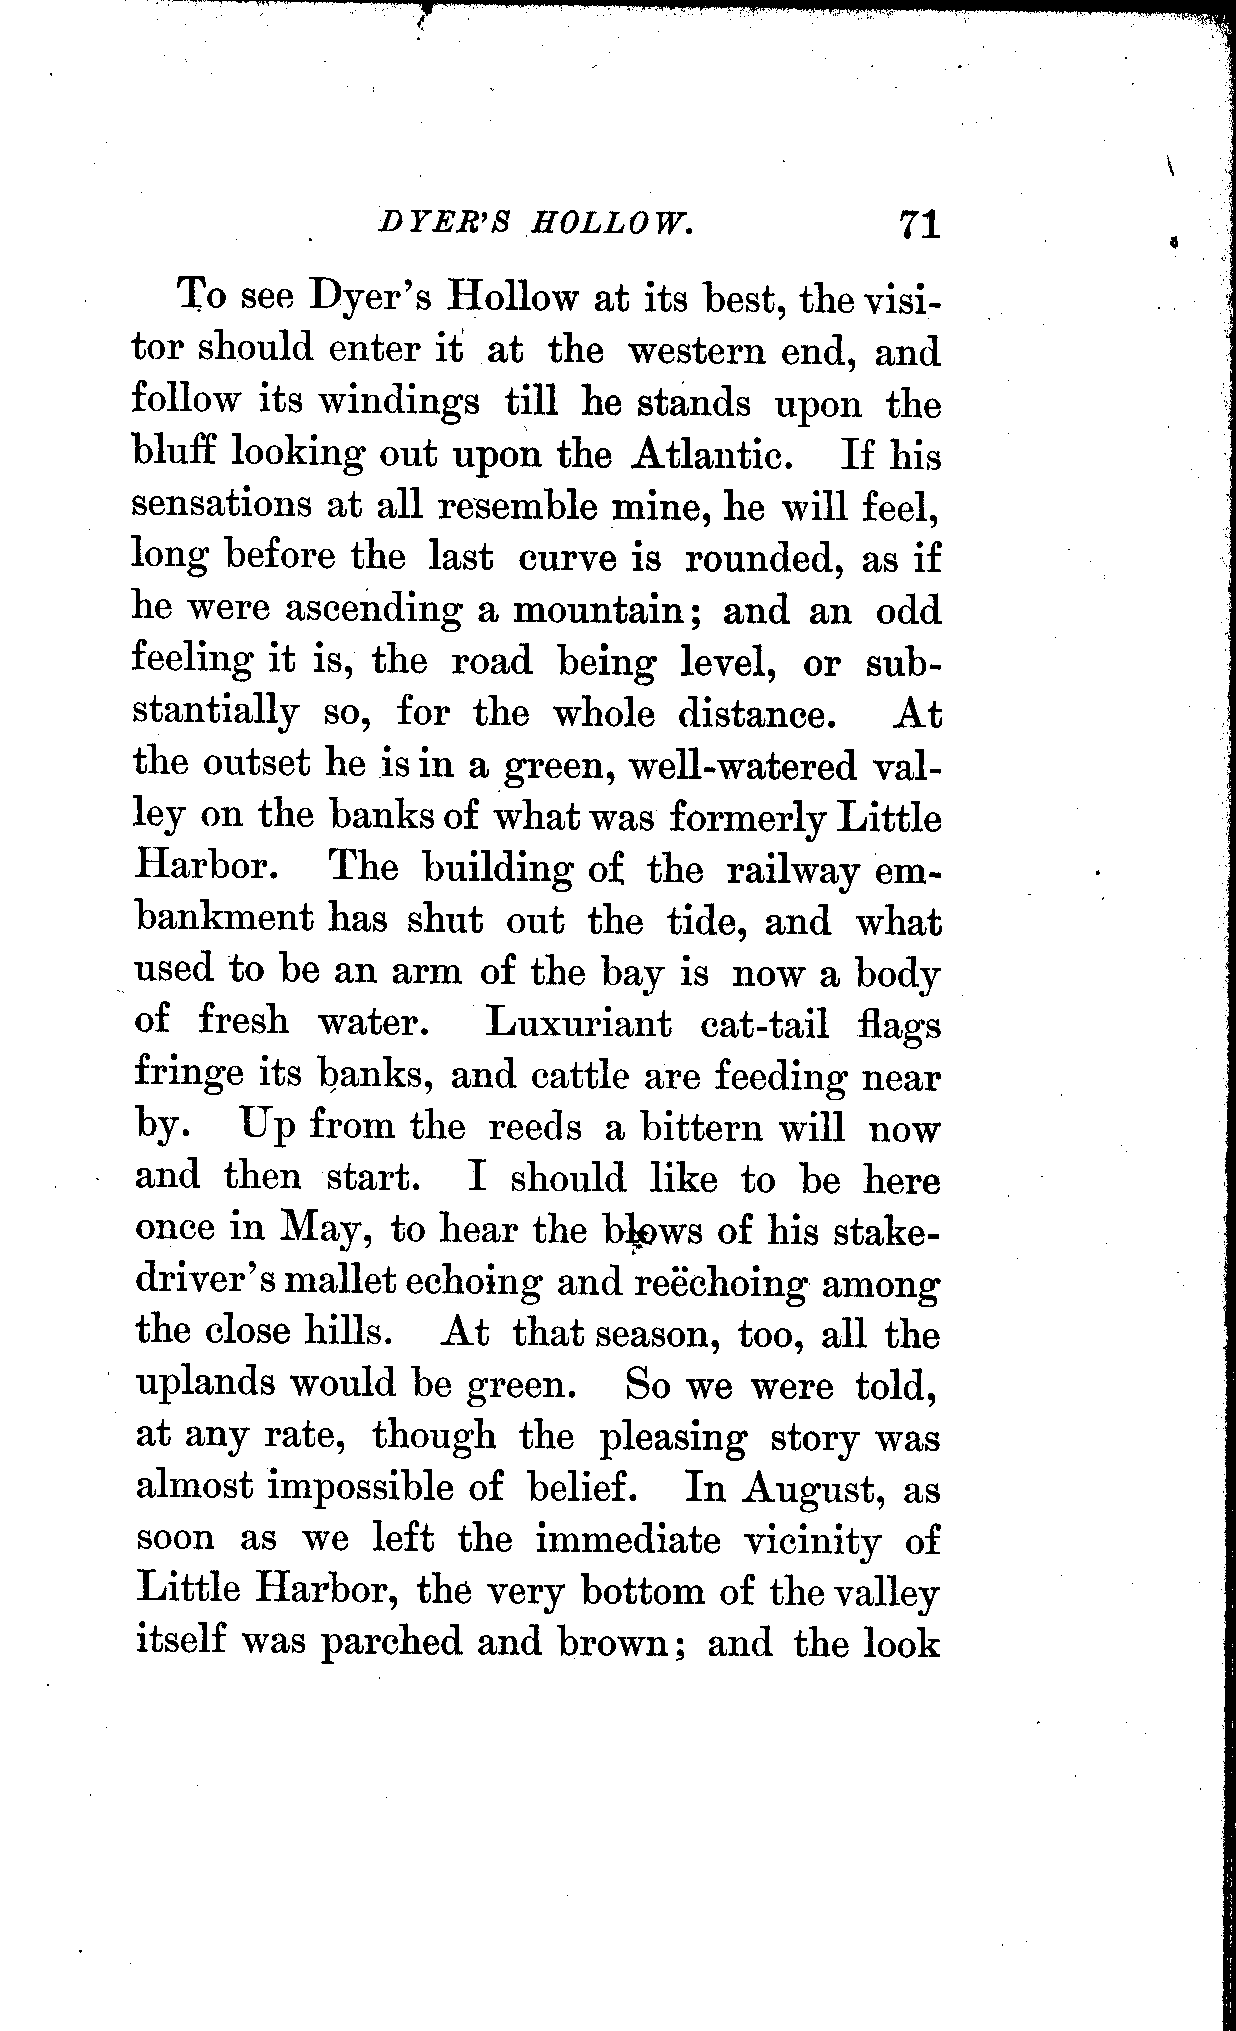 DYER'S HOLLOW. 71
To see Dyer's Hollow at its best, the visi-
tor should enter it at the western end, and
follow its windings till he stands upon the
bluff looking out upon the Atlantic. If his
sensations at all resemble mine, he will feel,
long before the last curve is rounded, as if
he were ascending a mountain; and an odd
feeling it is, the road being level, or sub-
stantially so, for the whole distance. At
the outset he is in a green, well-watered val-
ley on the banks of what was formerly Little
Harbor. The building of the railway em-
bankment has shut out the tide, and what
used to be an arm of the bay is now a body
of fresh water. Luxuriant cat-tail flags
fringe its banks, and cattle are feeding near
by. Up from the reeds a bittern will now
and then start. I should like to be here
once in May, to hear the blows of his stake-
driver's mallet echoing and reëchoing among
the close hills. At that season, too, all the
uplands would be green. So we were told,
at any rate, though the pleasing story was
almost impossible of belief. In August, as
soon as we left the immediate vicinity of
Little Harbor, the very bottom of the valley
itself was parched and brown; and the look